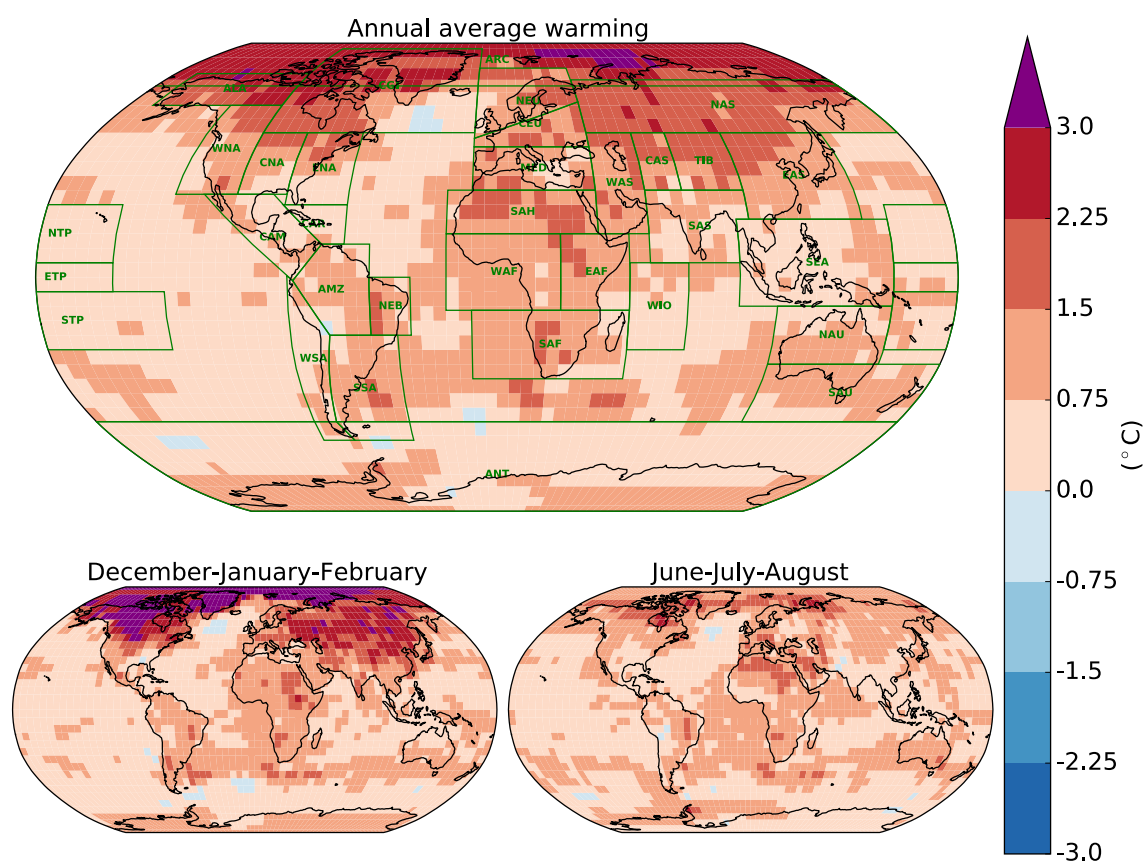 Annual average warming
ARC
ALA
CGI
NEU
NAS
CEU
WNA
CNA
ENA
MED
CAS
TIB
EAS
WAS
SAH
SAS
CAR
CAM
NTP
SEA
ETP
WAF
EAF
AMZ
NEB
WIO
STP
NAU
SAF
WSA
SSA
SAU
ANT
3.0
2.25
1.5
0.75
0.0
-0.75
-1.5
-2.25
-3.0
(°C)
December-January-February
June-July-August